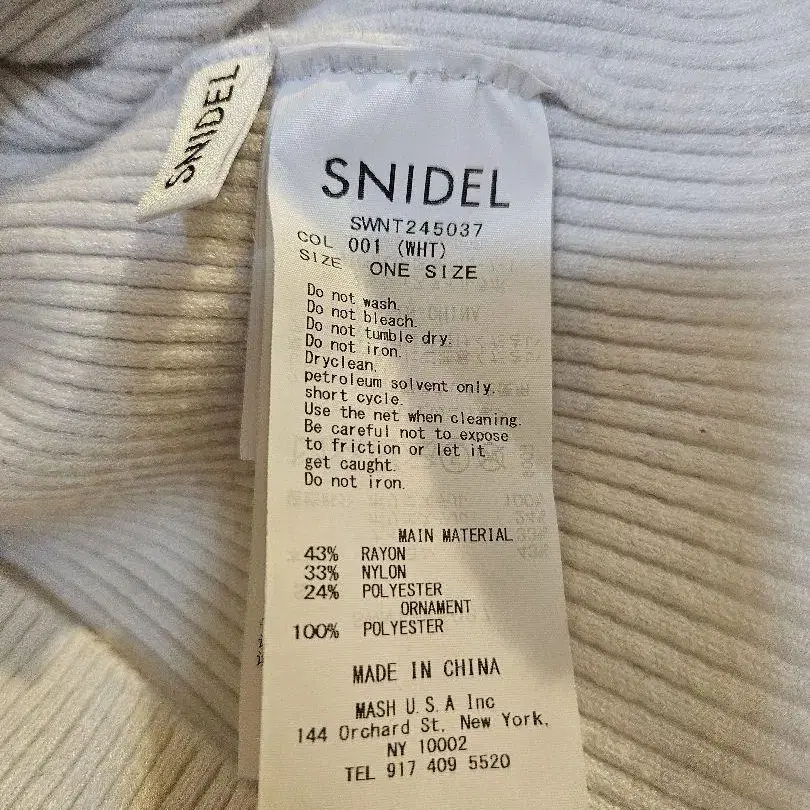 SNIDEL
SNIDEL
SWNT245037
COL 001 (WHT)
SIZE ONE SIZE
Do not wash.
Do not bleach.
Do not tumble dry.
Do not iron.
Dryclean,
petroleum solvent only.
short cycle.
Use the net when cleaning.
Be careful not to expose
to friction or let it
get caught.
Do not iron.
MAIN MATERIAL
43% RAYON
33% NYLON
24% POLYESTER
ORNAMENT
100% POLYESTER
MADE IN CHINA
MASH U.S.A Inc
144 Orchard St, New York,
NY 10002
TEL 917 409 5520